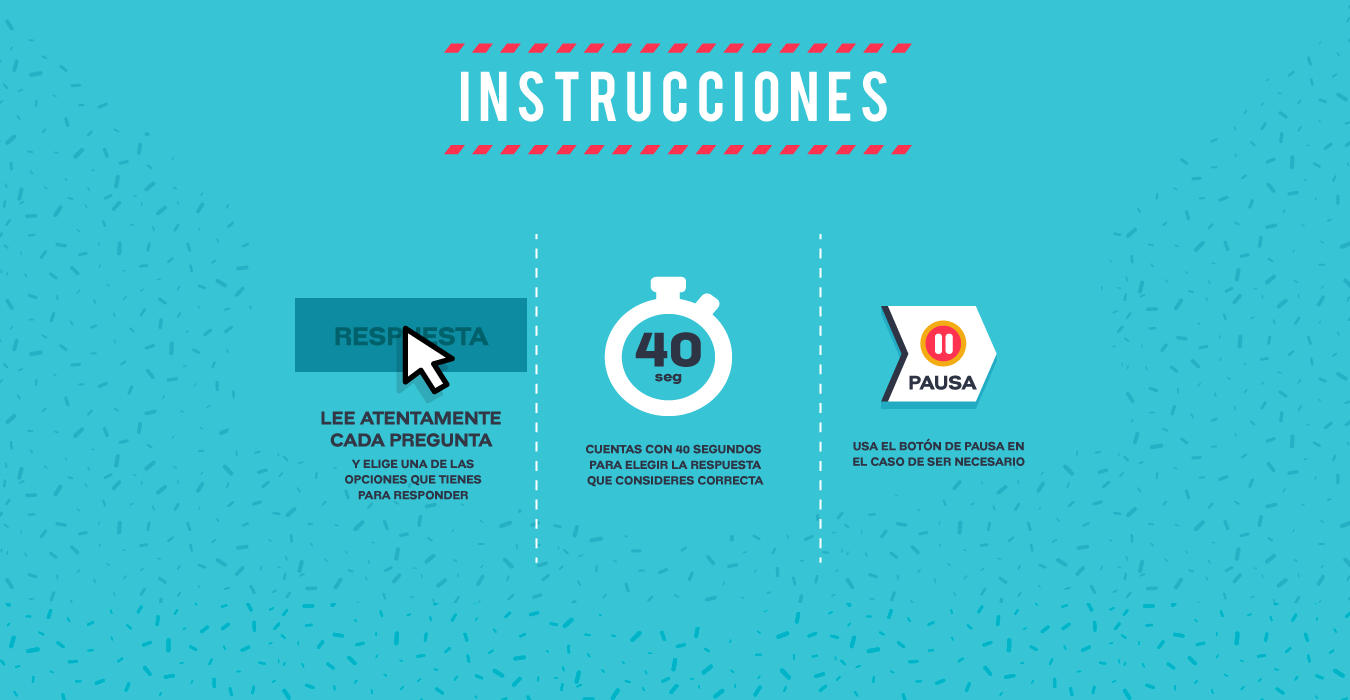 INSTRUCCIONES
RESPUESTA
LEE ATENTAMENTE
CADA PREGUNTA
Y ELIGE UNA DE LAS
OPCIONES QUE TIENES
PARA RESPONDER
40
seg
CUENTAS CON 40 SEGUNDOS
PARA ELEGIR LA RESPUESTA
QUE CONSIDERES CORRECTA
PAUSA
USA EL BOTÓN DE PAUSA EN
EL CASO DE SER NECESARIO